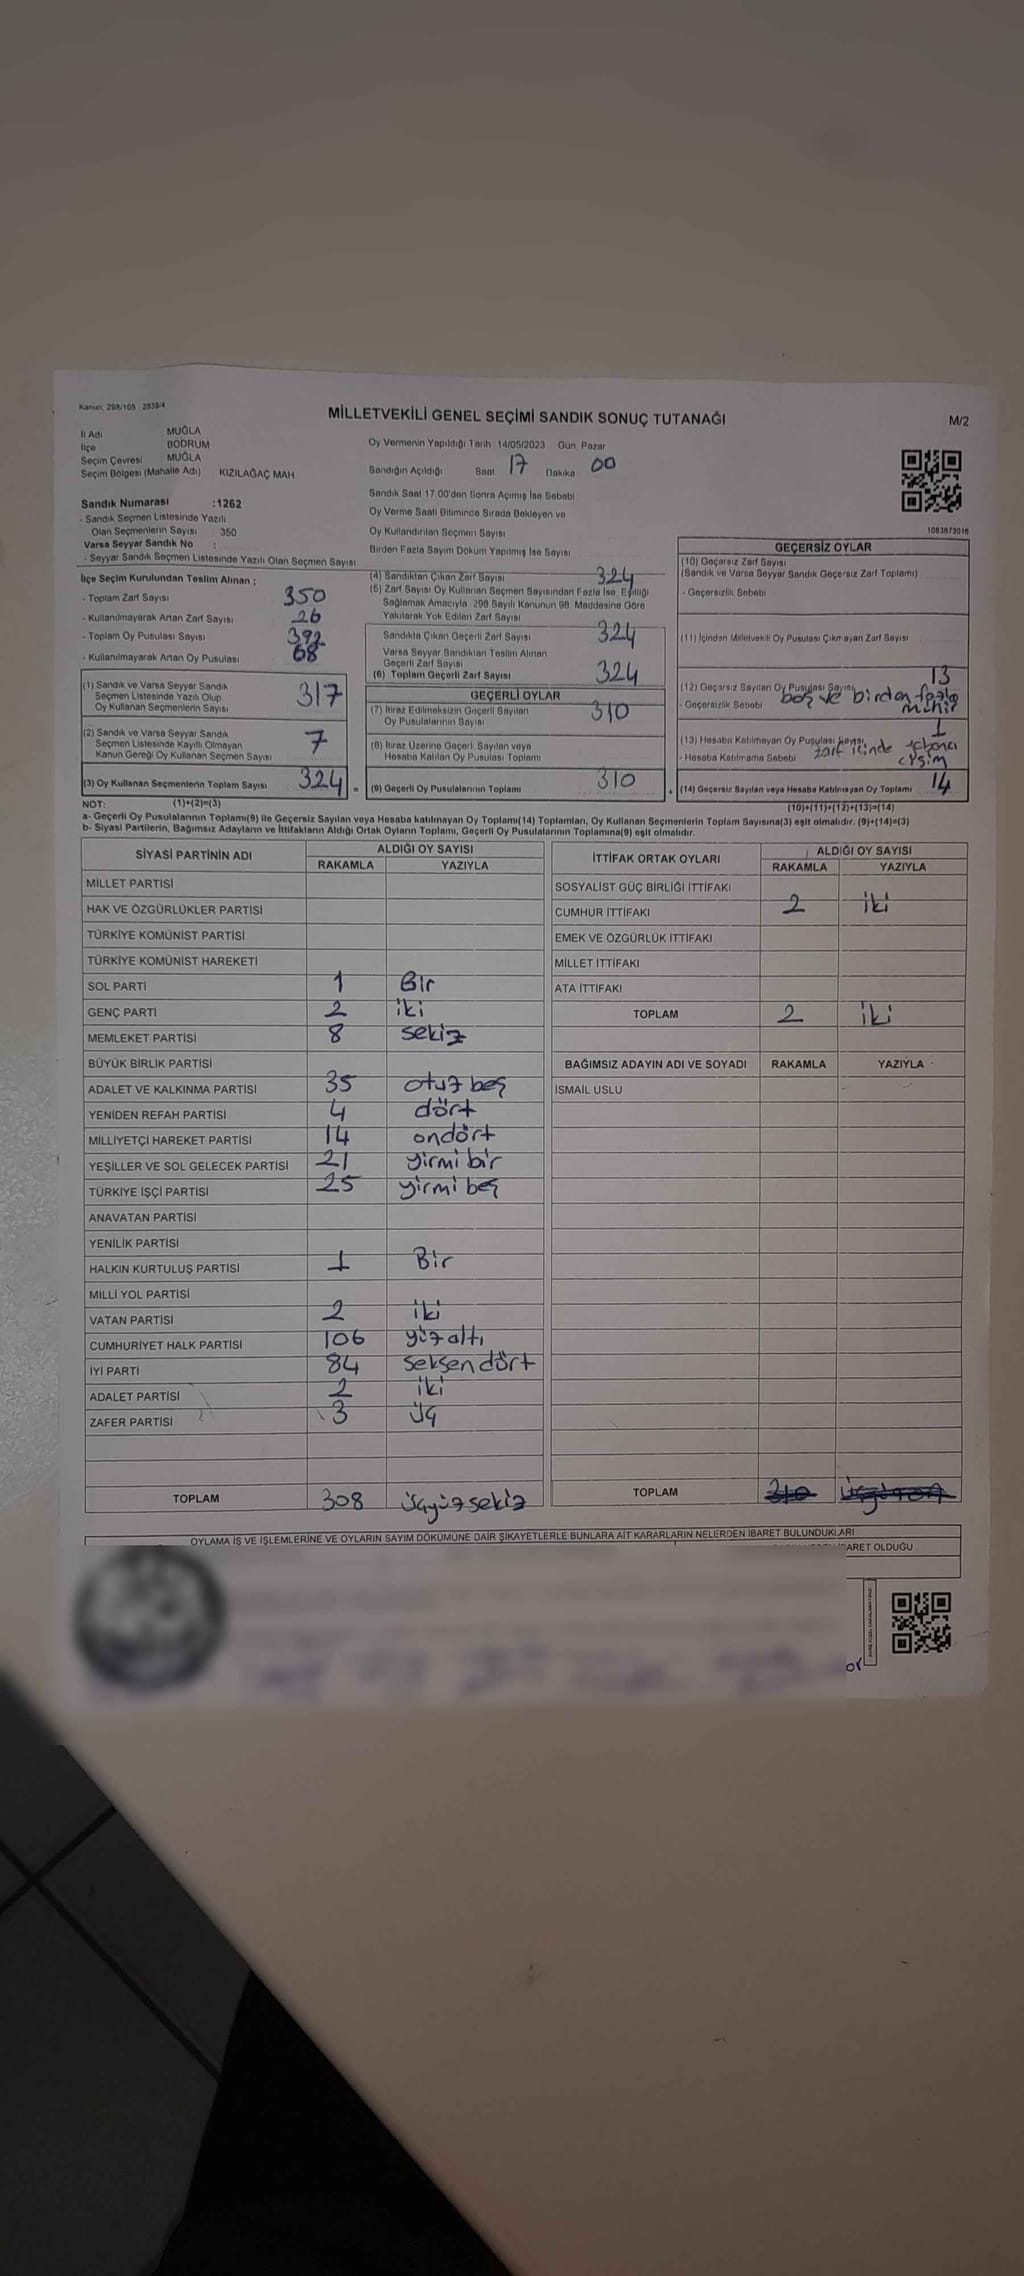 Kanun: 298/105 : 2839/4
MİLLETVEKİLİ GENEL SEÇİMİ SANDIK SONUÇ TUTANAĞI
M/2
İl Adı MUĞLA
İlçe BODRUM
Seçim Çevresi MUĞLA
Seçim Bölgesi (Mahalle Adı) KIZILAĞAÇ MAH
Oy Vermenin Yapıldığı Tarih 14/05/2023 Gün: Pazar
Sandığın Açıldığı Saat 17 Dakika 00
Sandık Saat 17.00'den Sonra Açımış İse Sebebi
Oy Verme Saati Bitimince Sırada Bekleyen ve
Oy Kullandırılan Seçmen Sayısı
Birden Fazla Sayım Döküm Yapılmış İse Sayısı
Sandık Numarası :1262
- Sandık Seçmen Listesinde Yazılı
Olan Seçmenlerin Sayısı : 350
Varsa Seyyar Sandık No :
- Seyyar Sandık Seçmen Listesinde Yazılı Olan Seçmen Sayısı
1063673016
İlçe Seçim Kurulundan Teslim Alınan ;
- Toplam Zarf Sayısı 350
- Kullanılmayarak Artan Zarf Sayısı 26
- Toplam Oy Pusulası Sayısı 392
- Kullanılmayarak Artan Oy Pusulası 68
(1) Sandık ve Varsa Seyyar Sandık
Seçmen Listesinde Yazılı Olup
Oy Kullanan Seçmenlerin Sayısı 317
(2) Sandık ve Varsa Seyyar Sandık
Seçmen Listesinde Kayıtlı Olmayan
Kanun Gereği Oy Kullanan Seçmen Sayısı 7
(3) Oy Kullanan Seçmenlerin Toplam Sayısı 324
(4) Sandıktan Çıkan Zarf Sayısı 324
(5) Zarf Sayısı Oy Kullanan Seçmen Sayısından Fazla İse, Eşitliği
Sağlamak Amacıyla 298 Sayılı Kanunun 98. Maddesine Göre
Yakılarak Yok Edilen Zarf Sayısı
Sandıkta Çıkan Geçerli Zarf Sayısı 324
Varsa Seyyar Sandıktan Teslim Alınan
Geçerli Zarf Sayısı
(6) Toplam Geçerli Zarf Sayısı 324
GEÇERLİ OYLAR
(7) İtiraz Edilmeksizin Geçerli Sayılan
Oy Pusulalarının Sayısı 310
(8) İtiraz Üzerine Geçerli Sayılan veya
Hesaba Katılan Oy Pusulası Toplamı
= (9) Geçerli Oy Pusulalarının Toplamı 310
GEÇERSİZ OYLAR
(10) Geçersiz Zarf Sayısı
(Sandık ve Varsa Seyyar Sandık Geçersiz Zarf Toplamı)
- Geçersizlik Sebebi
(11) İçinden Milletvekili Oy Pusulası Çıkmayan Zarf Sayısı
(12) Geçersiz Sayılan Oy Pusulası Sayısı 13
- Geçersizlik Sebebi boş ve birden fazla
mühür
(13) Hesaba Katılmayan Oy Pusulası Sayısı 1
- Hesaba Katılmama Sebebi zarf içinde yabancı
cisim
+ (14) Geçersiz Sayılan veya Hesaba Katılmayan Oy Toplamı 14
NOT: (1)+(2)=(3)
(10)+(11)+(12)+(13)=(14)
a- Geçerli Oy Pusulalarının Toplamı(9) ile Geçersiz Sayılan veya Hesaba katılmayan Oy Toplamı(14) Toplamları, Oy Kullanan Seçmenlerin Toplam Sayısına(3) eşit olmalıdır. (9)+(14)=(3)
b- Siyasi Partilerin, Bağımsız Adayların ve İttifakların Aldığı Ortak Oyların Toplamı, Geçerli Oy Pusulalarının Toplamına(9) eşit olmalıdır.
SİYASİ PARTİNİN ADI ALDIĞI OY SAYISI
RAKAMLA YAZIYLA
MİLLET PARTİSİ
HAK VE ÖZGÜRLÜKLER PARTİSİ
TÜRKİYE KOMÜNİST PARTİSİ
TÜRKİYE KOMÜNİST HAREKETİ
SOL PARTİ 1 Bir
GENÇ PARTİ 2 iki
MEMLEKET PARTİSİ 8 sekiz
BÜYÜK BİRLİK PARTİSİ
ADALET VE KALKINMA PARTİSİ 35 otuz beş
YENİDEN REFAH PARTİSİ 4 dört
MİLLİYETÇİ HAREKET PARTİSİ 14 ondört
YEŞİLLER VE SOL GELECEK PARTİSİ 21 yirmi bir
TÜRKİYE İŞÇİ PARTİSİ 25 yirmi beş
ANAVATAN PARTİSİ
YENİLİK PARTİSİ
HALKIN KURTULUŞ PARTİSİ 1 Bir
MİLLİ YOL PARTİSİ
VATAN PARTİSİ 2 iki
CUMHURİYET HALK PARTİSİ 106 yüz altı
İYİ PARTİ 84 seksen dört
ADALET PARTİSİ 2 iki
ZAFER PARTİSİ 3 üç
TOPLAM 308 üçyüz sekiz
İTTİFAK ORTAK OYLARI ALDIĞI OY SAYISI
RAKAMLA YAZIYLA
SOSYALİST GÜÇ BİRLİĞİ İTTİFAKI
CUMHUR İTTİFAKI 2 iki
EMEK VE ÖZGÜRLÜK İTTİFAKI
MİLLET İTTİFAKI
ATA İTTİFAKI
TOPLAM 2 iki
BAĞIMSIZ ADAYIN ADI VE SOYADI RAKAMLA YAZIYLA
İSMAİL USLU
TOPLAM 310
OYLAMA İŞ VE İŞLEMLERİNE VE OYLARIN SAYIM DÖKÜMÜNE DAİR ŞİKAYETLERLE BUNLARA AİT KARARLARIN NELERDEN İBARET BULUNDUKLARI
OLDUĞU